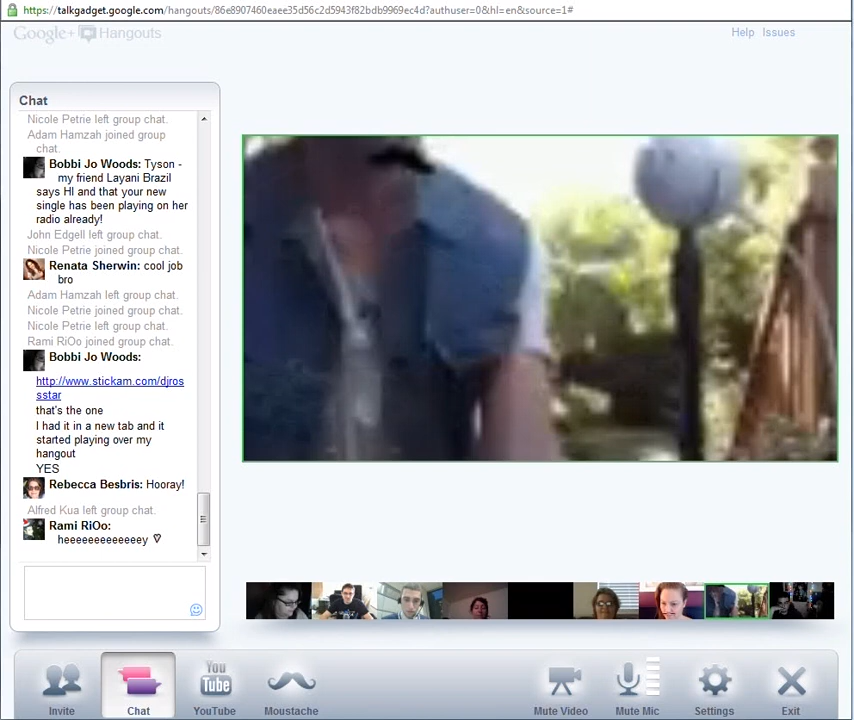 https://talkgadget.google.com/hangouts/86e8907460eaee35d56c2d5943f82bdb9969ec4d?authuser=0&hl=en&source=1#
Google+ Hangouts
Help Issues
Chat
Nicole Petrie left group chat.
Adam Hamzah joined group
chat.
Bobbi Jo Woods: Tyson -
my friend Layani Brazil
says HI and that your new
single has been playing on her
radio already!
John Edgell left group chat.
Nicole Petrie joined group chat.
Renata Sherwin: cool job
bro
Adam Hamzah left group chat.
Nicole Petrie joined group chat.
Nicole Petrie left group chat.
Rami RiOo joined group chat.
Bobbi Jo Woods:
http://www.stickam.com/djros
sstar
that's the one
I had it in a new tab and it
started playing over my
hangout
YES
Rebecca Besbris: Hooray!
Alfred Kua left group chat.
Rami RiOo:
heeeeeeeeeeeey
Invite
Chat
You
Tube
YouTube
Moustache
Mute Video
Mute Mic
Settings
Exit